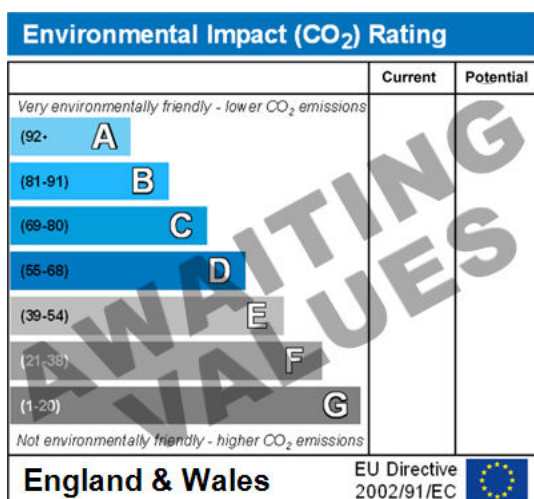 Environmental Impact (CO₂) Rating
Current Potential
Very environmentally friendly - lower CO₂ emissions
(92+ A
(81-91) B
(69-80) C
(55-68) D
(39-54) E
(21-38) F
(1-20) G
AWAITING
VALUES
Not environmentally friendly - higher CO₂ emissions
England & Wales
EU Directive
2002/91/EC